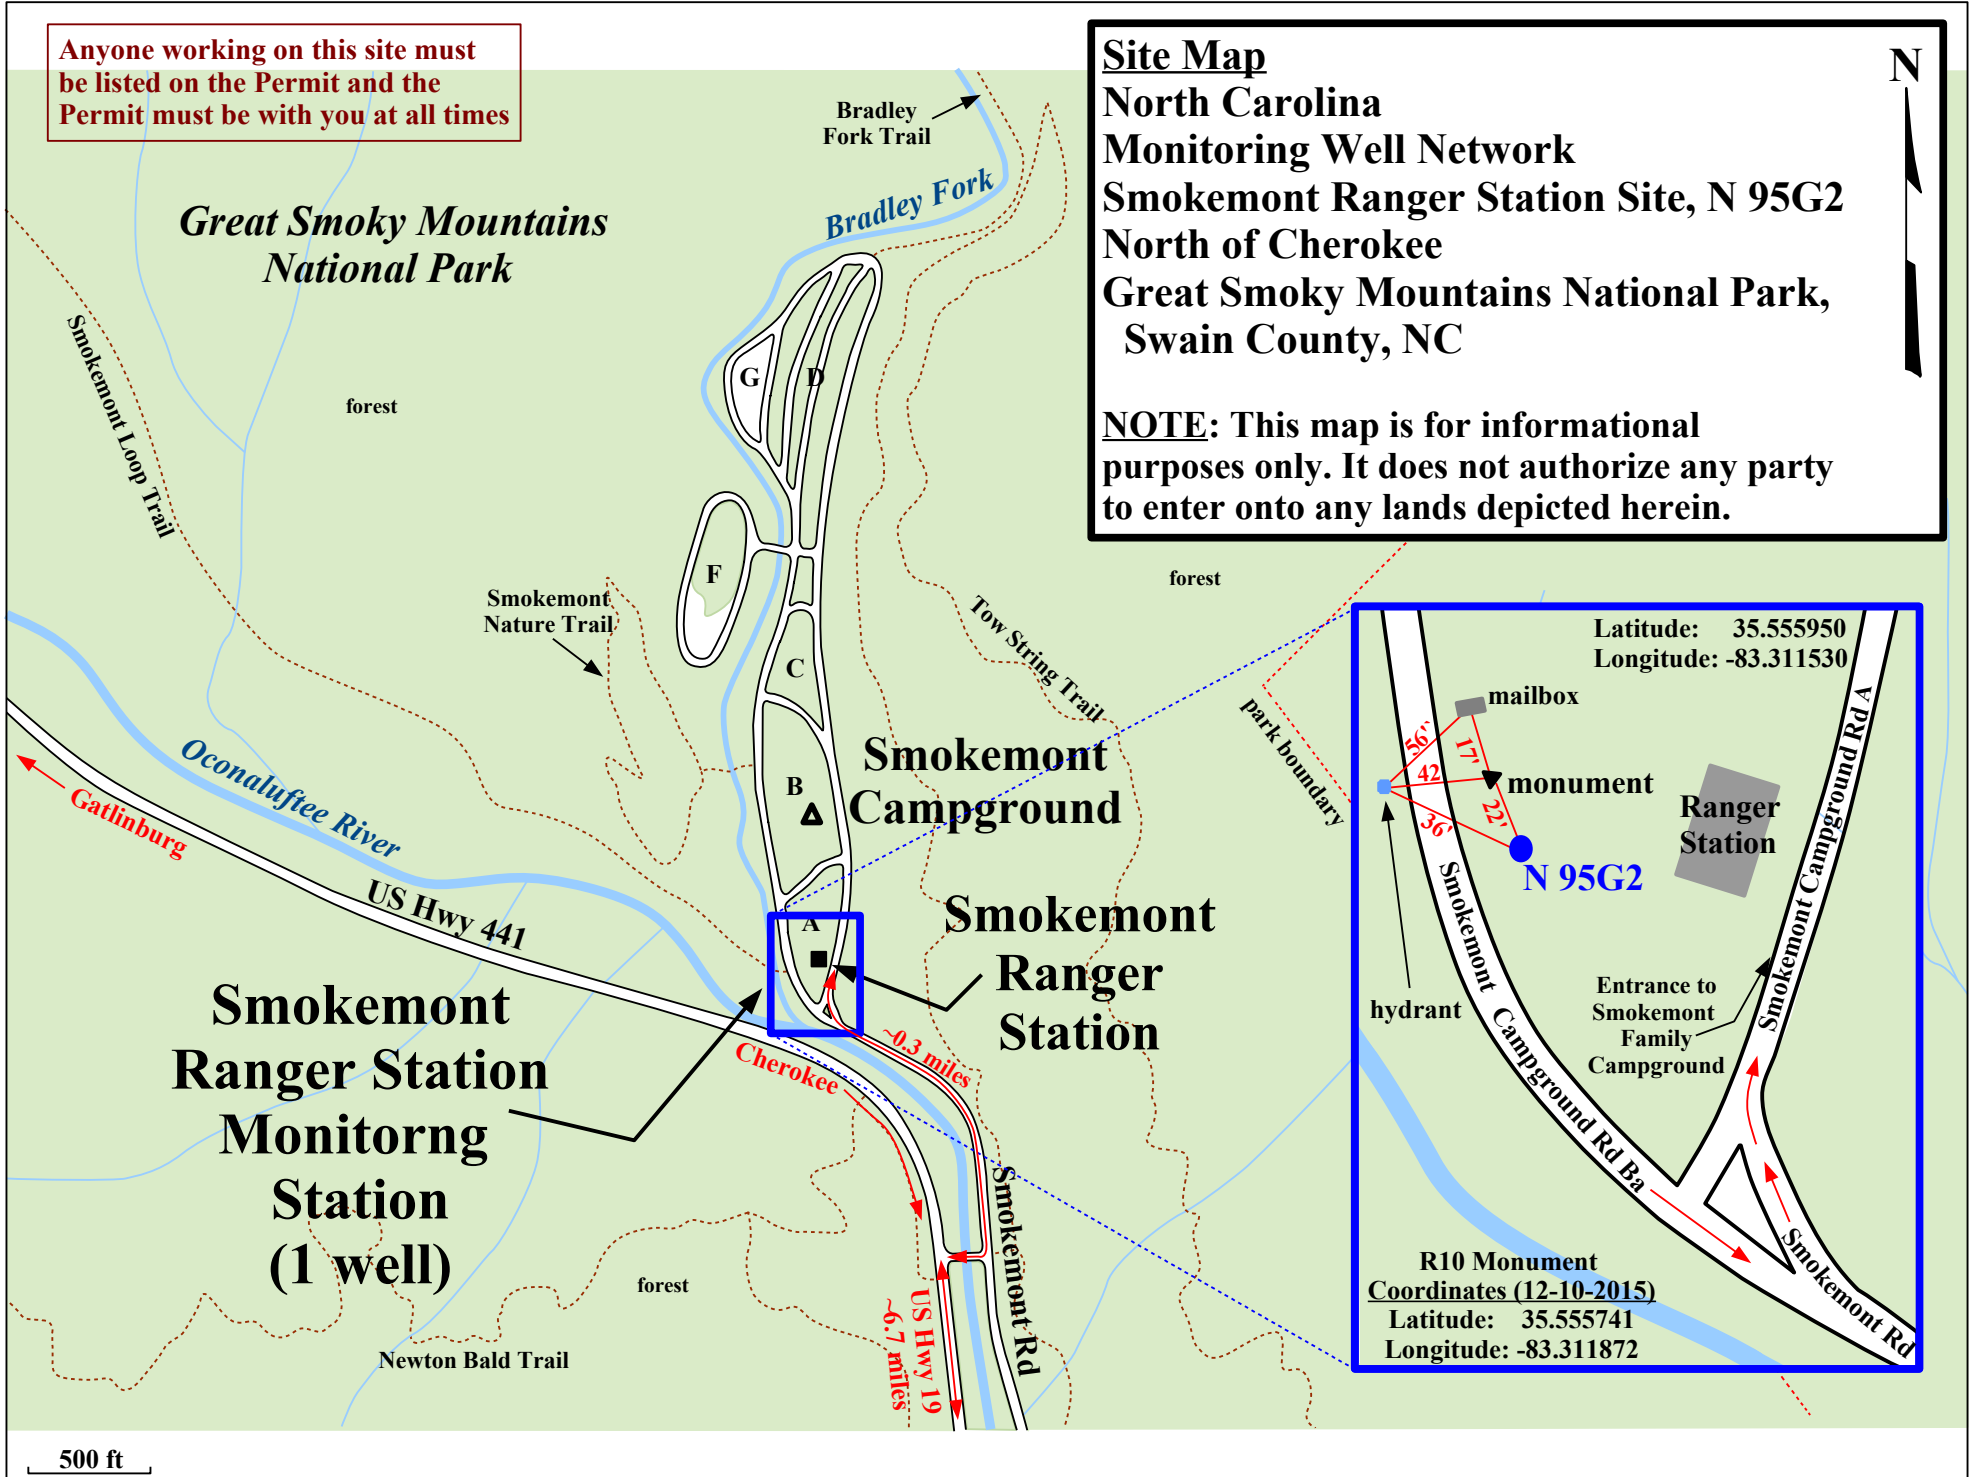 Anyone working on this site must
be listed on the Permit and the
Permit must be with you at all times
Site Map
North Carolina
Monitoring Well Network
Smokemont Ranger Station Site, N 95G2
North of Cherokee
Great Smoky Mountains National Park,
Swain County, NC
NOTE: This map is for informational
purposes only. It does not authorize any party
to enter onto any lands depicted herein.
N
Bradley
Fork Trail
Bradley Fork
Great Smoky Mountains
National Park
Smokemont Loop Trail
forest
G
D
F
forest
Smokemont
Nature Trail
Tow String Trail
C
park boundary
Oconaluftee River
Gatlinburg
US Hwy 441
B
Smokemont
Campground
A
Smokemont
Ranger
Station
Smokemont
Ranger Station
Monitorng
Station
(1 well)
Cherokee
~0.3 miles
Smokemont Rd
forest
Newton Bald Trail
US Hwy 19
~6.7 miles
500 ft
Latitude: 35.555950
Longitude: -83.311530
mailbox
56'
17'
42
monument
36'
22'
N 95G2
Ranger
Station
Smokemont Campground Rd A
hydrant
Smokemont Campground Rd Ba
Entrance to
Smokemont
Family
Campground
Smokemont Rd
R10 Monument
Coordinates (12-10-2015)
Latitude: 35.555741
Longitude: -83.311872